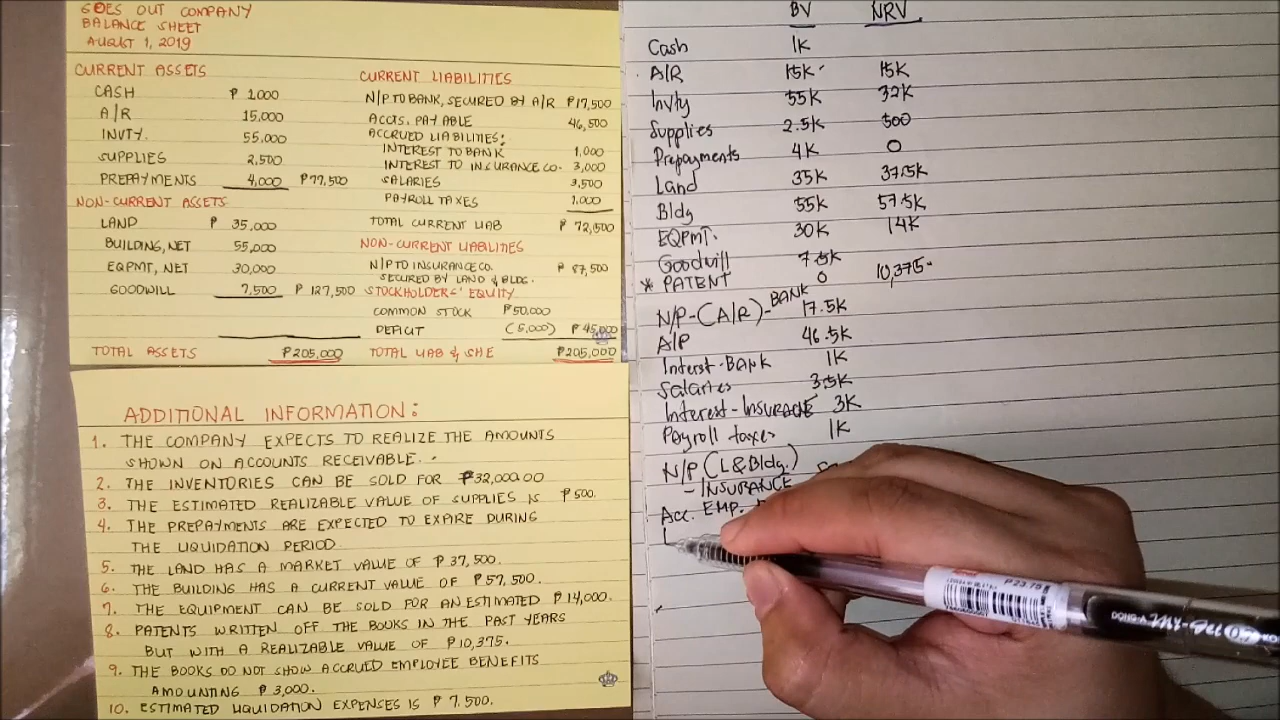 GOES OUT COMPANY
BALANCE SHEET
AUGUST 1, 2019
CURRENT ASSETS
CASH ₱ 1000
A/R 15,000
INVTY. 55,000
SUPPLIES 2,500
PREPAYMENTS 4,000 ₱77,500
NON-CURRENT ASSETS
LAND ₱ 35,000
BUILDING, NET 55,000
EQPMT, NET 30,000
GOODWILL 7,500 ₱ 127,500
TOTAL ASSETS ₱205,000
CURRENT LIABILITIES
N/P TO BANK, SECURED BY A/R ₱17,500
ACCTS. PAYABLE 46,500
ACCRUED LIABILITIES:
INTEREST TO BANK 1,000
INTEREST TO INSURANCE CO. 3,000
SALARIES 3,500
PAYROLL TAXES 1,000
TOTAL CURRENT LIAB ₱ 72,500
NON-CURRENT LIABILITIES
N/P TO INSURANCE CO. ₱ 87,500
SECURED BY LAND & BLDG.
STOCKHOLDERS' EQUITY
COMMON STOCK ₱50,000
DEFICIT (5,000) ₱ 45,000
TOTAL LIAB & SHE ₱205,000
ADDITIONAL INFORMATION:
1. THE COMPANY EXPECTS TO REALIZE THE AMOUNTS
SHOWN ON ACCOUNTS RECEIVABLE.
2. THE INVENTORIES CAN BE SOLD FOR ₱32,000.00
3. THE ESTIMATED REALIZABLE VALUE OF SUPPLIES IS ₱ 500.
4. THE PREPAYMENTS ARE EXPECTED TO EXPIRE DURING
THE LIQUIDATION PERIOD
5. THE LAND HAS A MARKET VALUE OF ₱ 37,500.
6. THE BUILDING HAS A CURRENT VALUE OF ₱57,500.
7. THE EQUIPMENT CAN BE SOLD FOR AN ESTIMATED ₱ 14,000.
8. PATENTS WRITTEN OFF THE BOOKS IN THE PAST YEARS
BUT WITH A REALIZABLE VALUE OF ₱10,375.
9. THE BOOKS DO NOT SHOW ACCRUED EMPLOYEE BENEFITS
AMOUNTING ₱ 3,000.
10. ESTIMATED LIQUIDATION EXPENSES IS ₱ 7,500.
BV NRV
Cash 1K
A/R 15K 15K
Invty 55K 32K
Supplies 2.5K 500
Prepayments 4K 0
Land 35K 37.5K
Bldg 55K 57.5K
EQPMT. 30K 14K
Goodwill 7.5K
* PATENT 0 10,375-
N/P-(A/R)-BANK 17.5K
A/P 46.5K
Interst-BANK 1K
Salaries 3.5K
Interest-INSURANCE 3K
Payroll taxes 1K
N/P (L&Bldg.)
- INSURANCE
Acc. EMP.
₱23.75
DONG-A My-Gel 0.7